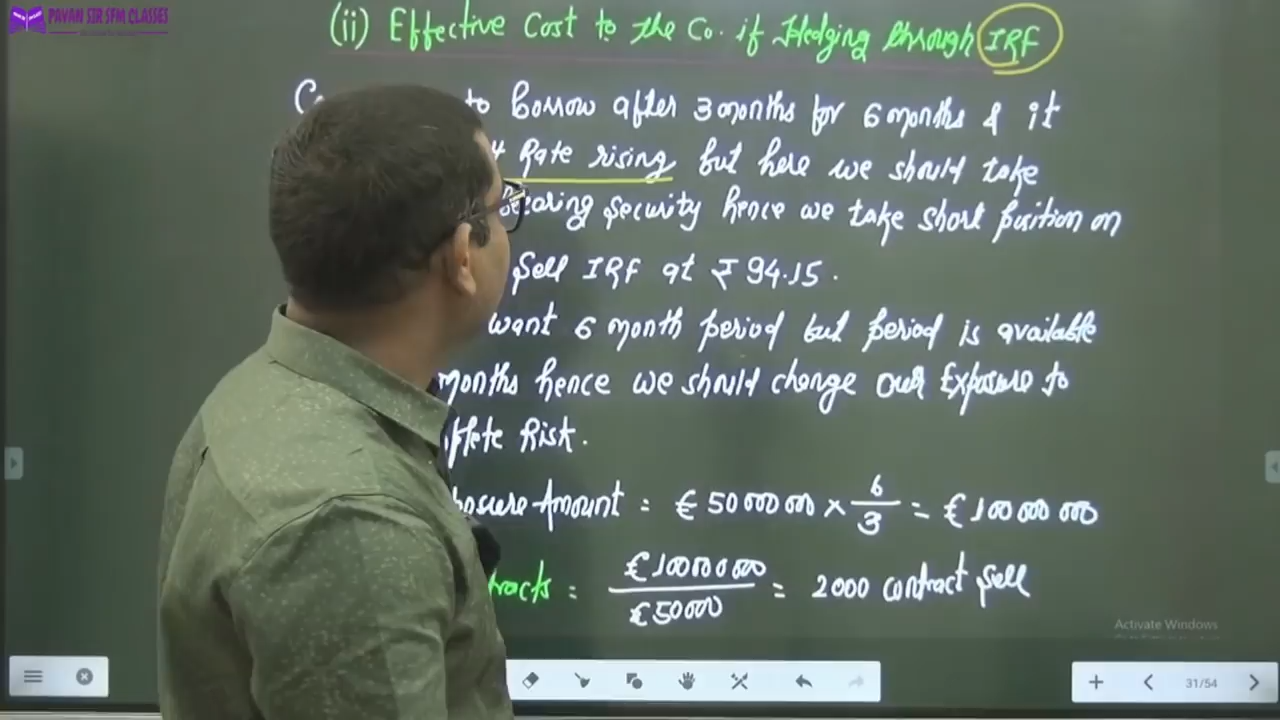 PAVAN SIR SFM CLASSES
(ii) Effective Cost to the Co. if Hedging through IRF
to borrow after 3 months for 6 months & it
Rate rising but here we should take
bearing security hence we take short position on
Sell IRF at ₹ 94.15.
want 6 month period but period is available
months hence we should change our Exposure to
Risk.
Amount = € 50000000 × 6/3 = € 100000000
= € 100000000 / € 50000 = 2000 contract sell
Activate Windows
31/54